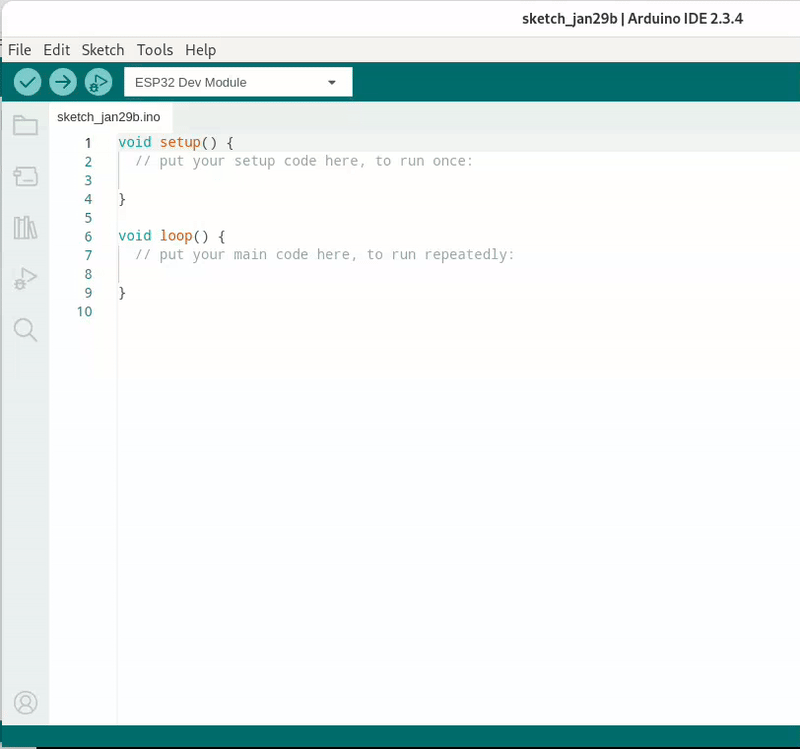 sketch_jan29b | Arduino IDE 2.3.4
File Edit Sketch Tools Help
ESP32 Dev Module
sketch_jan29b.ino
1 void setup() {
2 // put your setup code here, to run once:
3
4 }
5
6 void loop() {
7 // put your main code here, to run repeatedly:
8
9 }
10